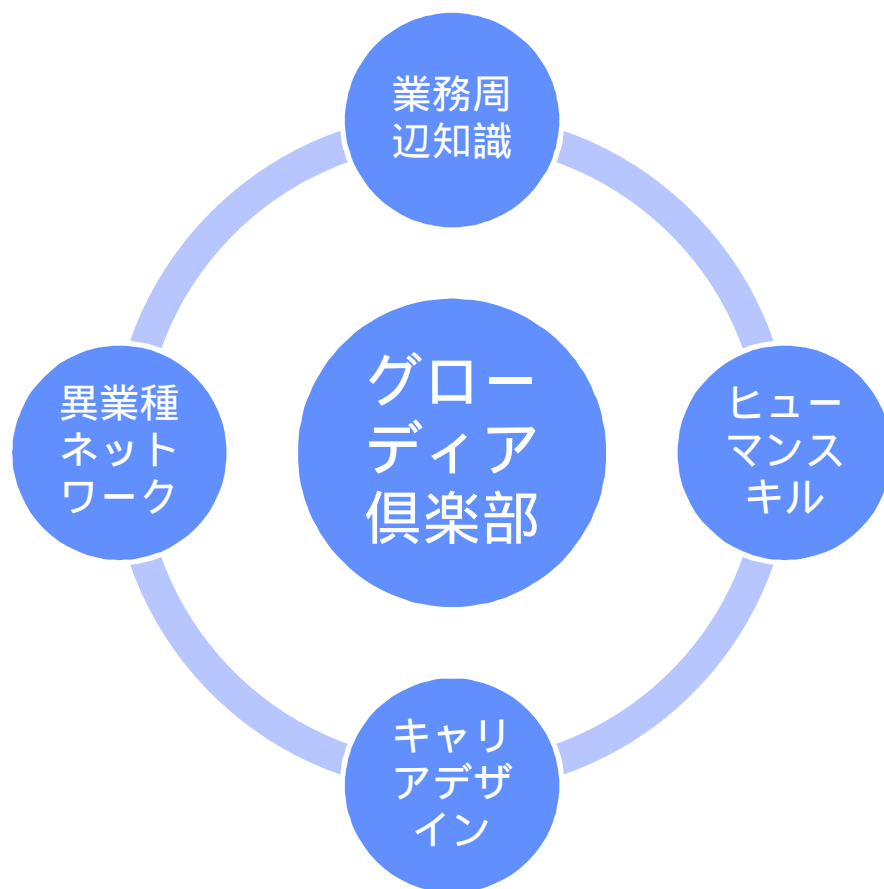 業務周
辺知識
グロー
ディア
倶楽部
異業種
ネット
ワーク
ヒュー
マンス
キル
キャリ
アデザ
イン